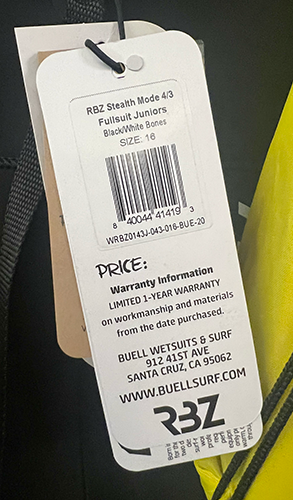 RBZ Stealth Mode 4/3
Fullsuit Juniors
Black/White Bones
SIZE: 16
8 40044 41419 3
WRBZ0143J-043-016-BUE-20
PRICE:
Warranty Information
LIMITED 1-YEAR WARRANTY
on workmanship and materials
from the date purchased.
BUELL WETSUITS & SURF
912 41ST AVE
SANTA CRUZ, CA 95062
WWW.BUELLSURF.COM
RBZ